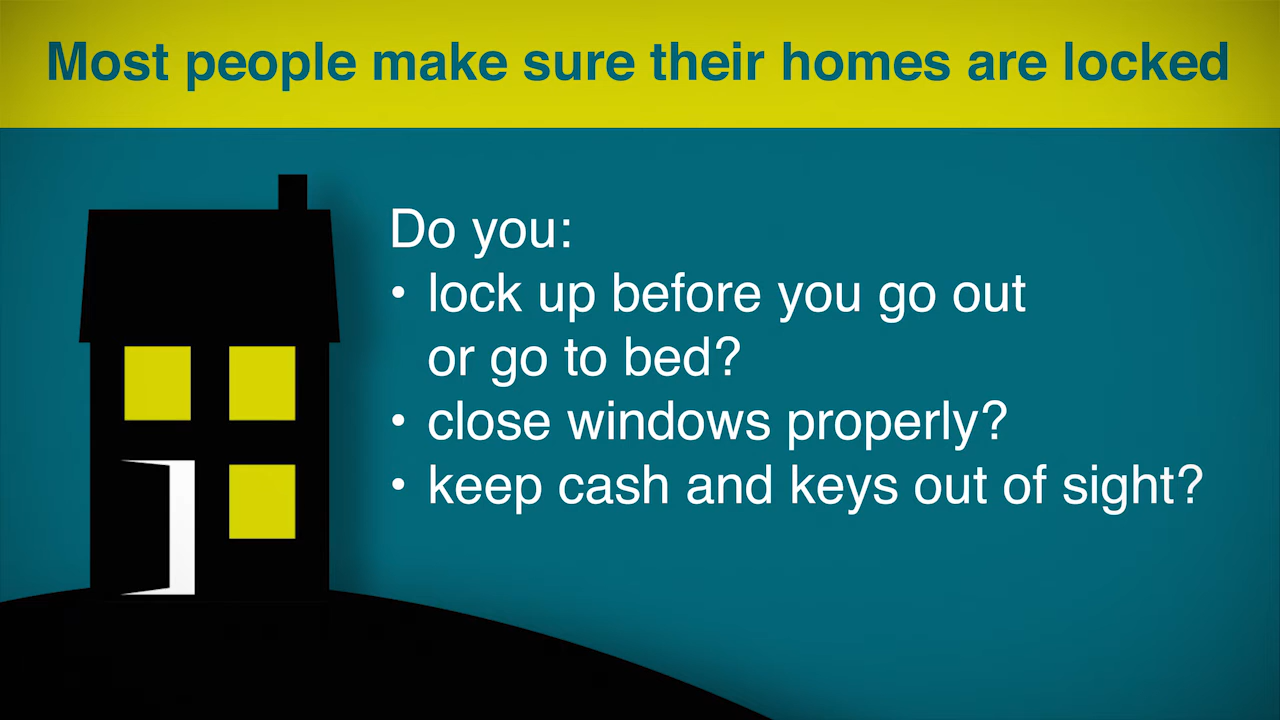 Most people make sure their homes are locked
Do you:
• lock up before you go out
or go to bed?
• close windows properly?
• keep cash and keys out of sight?